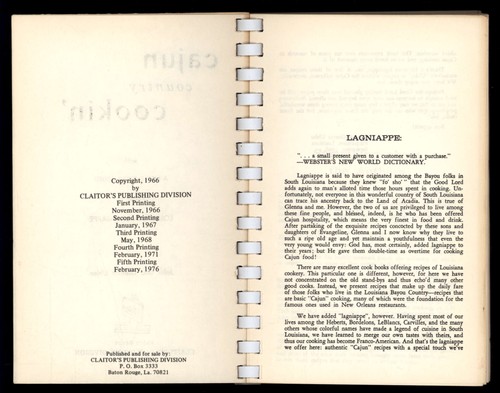 Copyright, 1966
by
CLAITOR'S PUBLISHING DIVISION
First Printing
November, 1966
Second Printing
January, 1967
Third Printing
May, 1968
Fourth Printing
February, 1971
Fifth Printing
February, 1976
Published and for sale by:
CLAITOR'S PUBLISHING DIVISION
P. O. Box 3333
Baton Rouge, La. 70821
LAGNIAPPE:
". . . a small present given to a customer with a purchase."
—WEBSTER'S NEW WORLD DICTIONARY.
Lagniappe is said to have originated among the Bayou folks in
South Louisiana because they knew "fo' sho'" that the Good Lord
adds again to man's alloted time those hours spent in cooking. Un-
fortunately, not everyone in this wonderful country of South Louisiana
can trace his ancestry back to the Land of Acadia. This is true of
Glenna and me. However, the two of us are privileged to live among
these fine people, and blessed, indeed, is he who has been offered
Cajun hospitality, which means the very finest in food and drink.
After partaking of the exquisite recipes concocted by these sons and
daughters of Evangeline, Glenna and I now know why they live to
such a ripe old age and yet maintain a youthfulness that even the
very young would envy: God has, most certainly, added lagniappe to
their years; but He gave them double-time as overtime for cooking
Cajun food!
There are many excellent cook books offering recipes of Louisiana
cookery. This particular one is different, however, for here we have
not concentrated on the old stand-bys and thus echo'd many other
good cooks. Instead, we present recipes that make up the daily fare
of those folks who live in the Louisiana Bayou Country—recipes that
are basic "Cajun" cooking, many of which were the foundation for the
famous ones used in New Orleans restaurants.
We have added "lagniappe", however. Having spent most of our
lives among the Heberts, Bordelons, LeBlancs, Carvilles, and the many
others whose colorful names have made a legend of cuisine in South
Louisiana, we have learned to merge our own tastes with theirs, and
thus our cooking has become Franco-American. And that's the lagniappe
we offer here: authentic "Cajun" recipes with a special touch we've